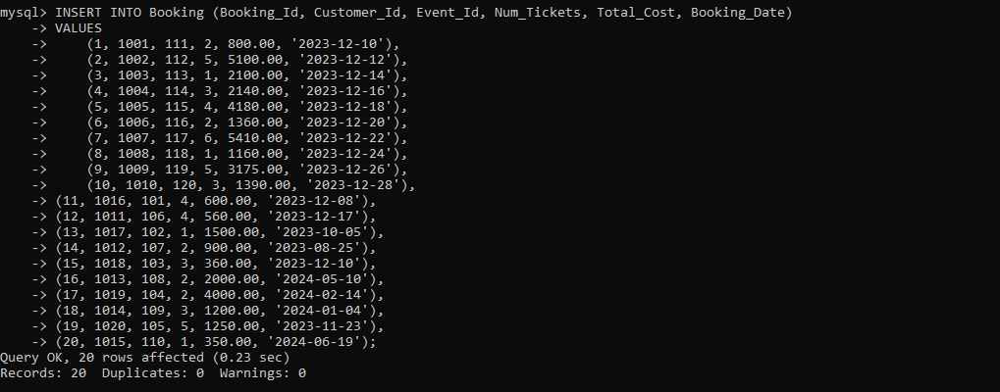 mysql> INSERT INTO Booking (Booking_Id, Customer_Id, Event_Id, Num_Tickets, Total_Cost, Booking_Date)
    -> VALUES
    ->     (1, 1001, 111, 2, 800.00, '2023-12-10'),
    ->     (2, 1002, 112, 5, 5100.00, '2023-12-12'),
    ->     (3, 1003, 113, 1, 2100.00, '2023-12-14'),
    ->     (4, 1004, 114, 3, 2140.00, '2023-12-16'),
    ->     (5, 1005, 115, 4, 4180.00, '2023-12-18'),
    ->     (6, 1006, 116, 2, 1360.00, '2023-12-20'),
    ->     (7, 1007, 117, 6, 5410.00, '2023-12-22'),
    ->     (8, 1008, 118, 1, 1160.00, '2023-12-24'),
    ->     (9, 1009, 119, 5, 3175.00, '2023-12-26'),
    ->     (10, 1010, 120, 3, 1390.00, '2023-12-28'),
    -> (11, 1016, 101, 4, 600.00, '2023-12-08'),
    -> (12, 1011, 106, 4, 560.00, '2023-12-17'),
    -> (13, 1017, 102, 1, 1500.00, '2023-10-05'),
    -> (14, 1012, 107, 2, 900.00, '2023-08-25'),
    -> (15, 1018, 103, 3, 360.00, '2023-12-10'),
    -> (16, 1013, 108, 2, 2000.00, '2024-05-10'),
    -> (17, 1019, 104, 2, 4000.00, '2024-02-14'),
    -> (18, 1014, 109, 3, 1200.00, '2024-01-04'),
    -> (19, 1020, 105, 5, 1250.00, '2023-11-23'),
    -> (20, 1015, 110, 1, 350.00, '2024-06-19');
Query OK, 20 rows affected (0.23 sec)
Records: 20  Duplicates: 0  Warnings: 0